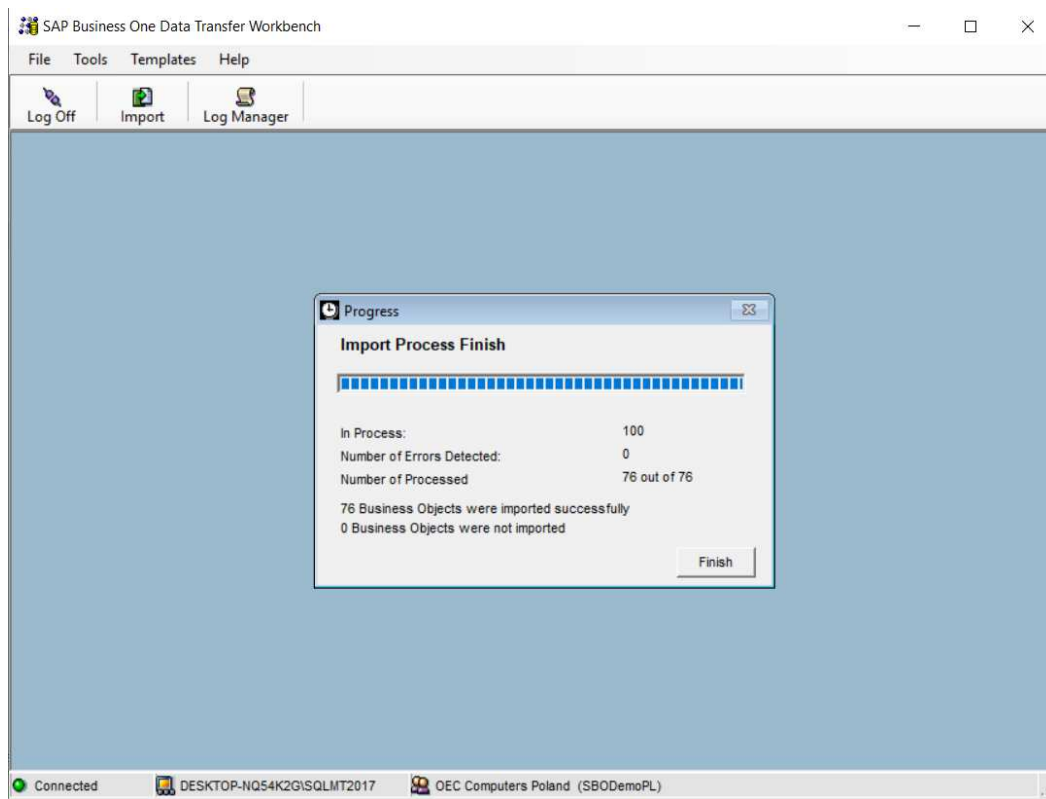 SAP Business One Data Transfer Workbench
File Tools Templates Help
Log Off Import Log Manager
Progress
Import Process Finish
In Process: 100
Number of Errors Detected: 0
Number of Processed 76 out of 76
76 Business Objects were imported successfully
0 Business Objects were not imported
Finish
Connected DESKTOP-NQ54K2G\SQLMT2017 OEC Computers Poland (SBODemoPL)